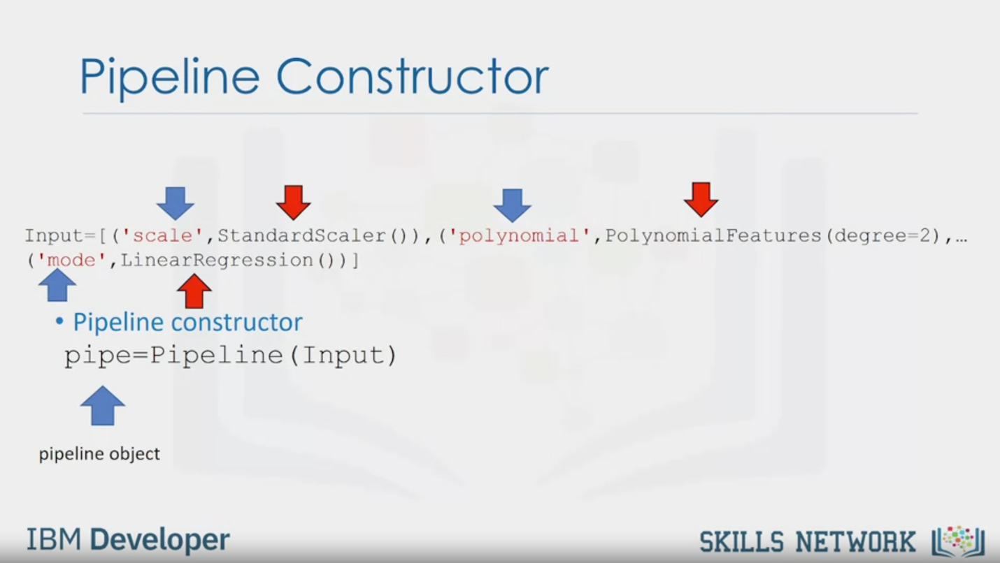 Pipeline Constructor
Input=[('scale',StandardScaler()),('polynomial',PolynomialFeatures(degree=2),…
('mode',LinearRegression())]
• Pipeline constructor
pipe=Pipeline(Input)
pipeline object
IBM Developer
SKILLS NETWORK